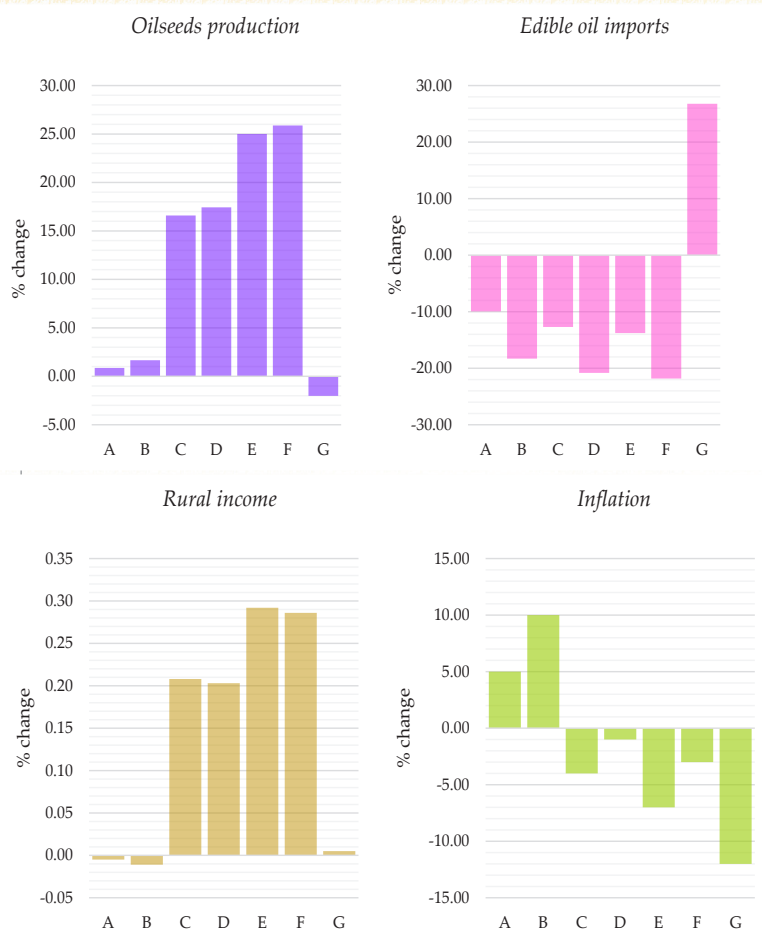 Oilseeds production
30.00
25.00
20.00
15.00
10.00
5.00
0.00
-5.00
% change
A B C D E F G
Edible oil imports
30.00
20.00
10.00
0.00
-10.00
-20.00
-30.00
% change
A B C D E F G
Rural income
0.35
0.30
0.25
0.20
0.15
0.10
0.05
0.00
-0.05
% change
A B C D E F G
Inflation
15.00
10.00
5.00
0.00
-5.00
-10.00
-15.00
% change
A B C D E F G